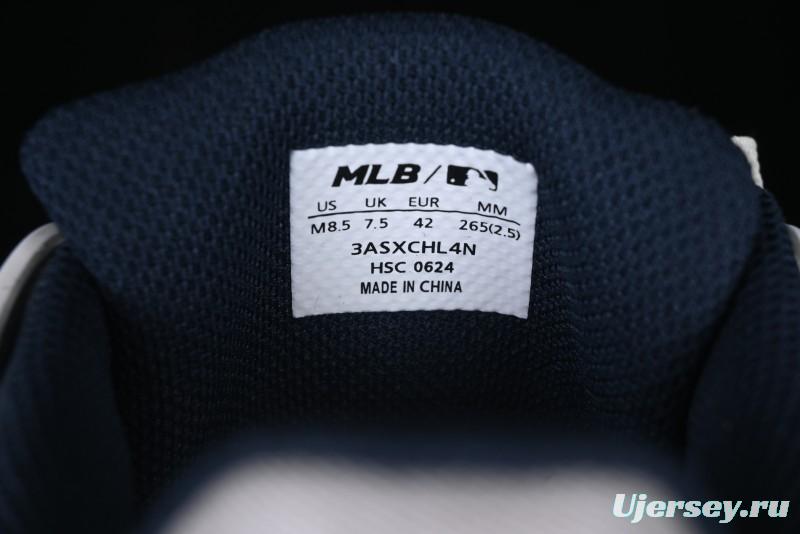 MLB /
US UK EUR MM
M8.5 7.5 42 265(2.5)
3ASXCHL4N
HSC 0624
MADE IN CHINA
Ujersey.ru